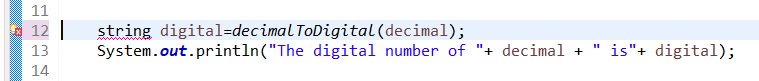 11
12 string digital=decimalToDigital(decimal);
13 System.out.println("The digital number of "+ decimal + " is"+ digital);
14